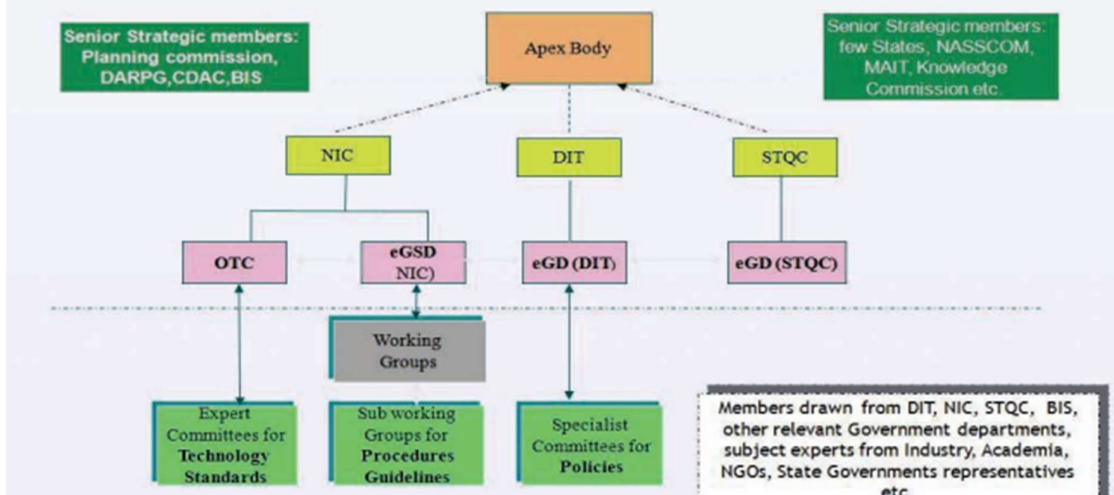 Senior Strategic members:
Planning commission,
DARPG,CDAC,BIS
Apex Body
Senior Strategic members:
few States, NASSCOM,
MAIT, Knowledge
Commission etc.
NIC
DIT
STQC
OTC
eGSD
NIC)
eGD (DIT)
eGD (STQC)
Working
Groups
Expert
Committees for
Technology
Standards
Sub working
Groups for
Procedures
Guidelines
Specialist
Committees for
Policies
Members drawn from DIT, NIC, STQC, BIS,
other relevant Government departments,
subject experts from Industry, Academia,
NGOs, State Governments representatives
etc